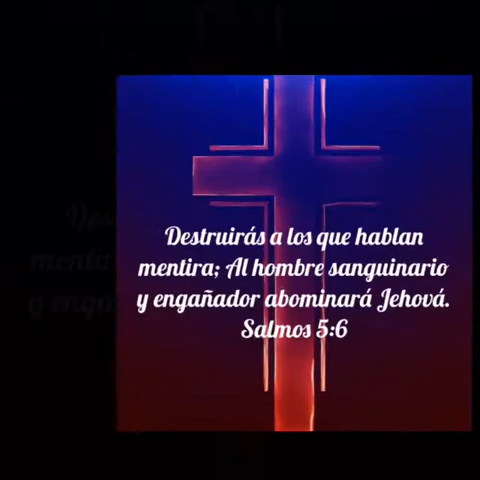 Destruirás a los que hablan
mentira; Al hombre sanguinario
y engañador abominará Jehová.
Salmos 5:6